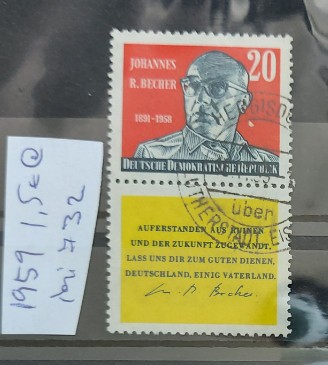 JOHANNES
R. BECHER
20
1891-1958
DEUTSCHE DEMOKRATISCHE REPUBLIK
über
AUFERSTANDEN AUS RUINEN
UND DER ZUKUNFT ZUGEWANDT,
LASS UNS DIR ZUM GUTEN DIENEN,
DEUTSCHLAND, EINIG VATERLAND.
1959 1,5€
732